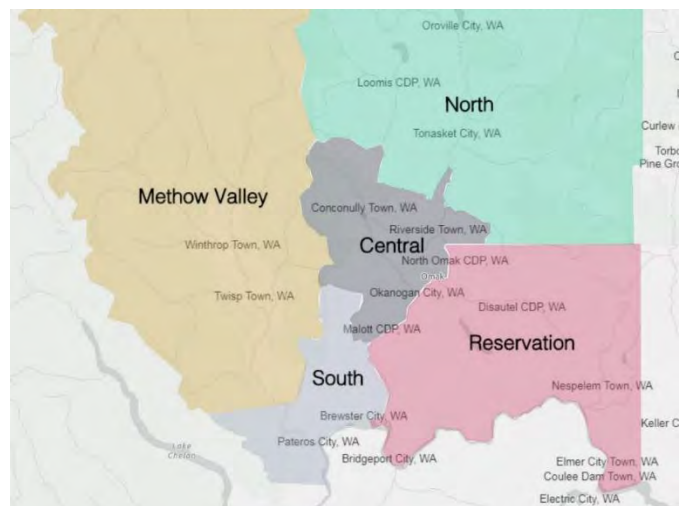 Oroville City, WA
Loomis CDP, WA
North
Tonasket City, WA
Curlew
Torbo
Pine Gro
Methow Valley
Conconully Town, WA
Riverside Town, WA
Winthrop Town, WA
Central
North Omak CDP, WA
Omak
Twisp Town, WA
Okanogan City, WA
Disautel CDP, WA
Malott CDP, WA
Reservation
South
Nespelem Town, WA
Brewster City, WA
Keller C
Pateros City, WA
Lake
Chelan
Bridgeport City, WA
Elmer City Town, WA
Coulee Dam Town, WA
Electric City, WA